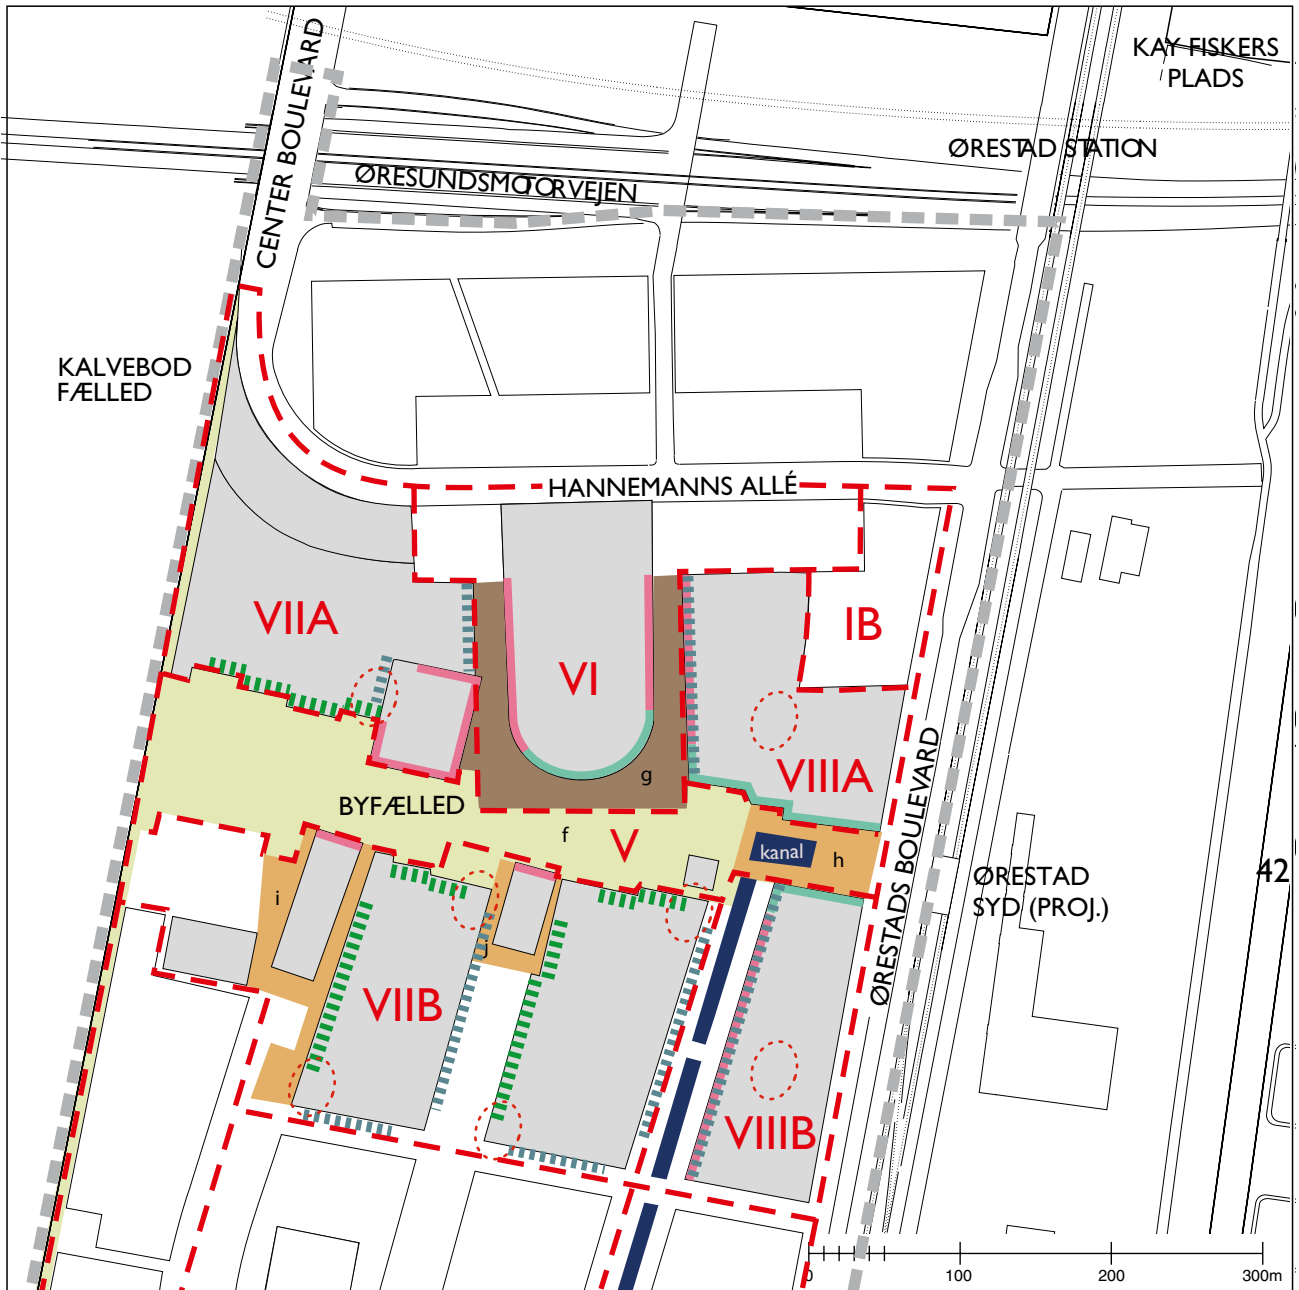 CENTER BOULEVARD
KAY FISKERS
PLADS
ØRESTAD STATION
ØRESUNDSMOTORVEJEN
KALVEBOD
FÆLLED
HANNEMANNS ALLÉ
VIIA
VI
IB
VIIIA
g
BYFÆLLED
f
V
kanal
h
ØRESTADS BOULEVARD
ØRESTAD
SYD (PROJ.)
42
i
j
VIIB
VIIIB
0
100
200
300m